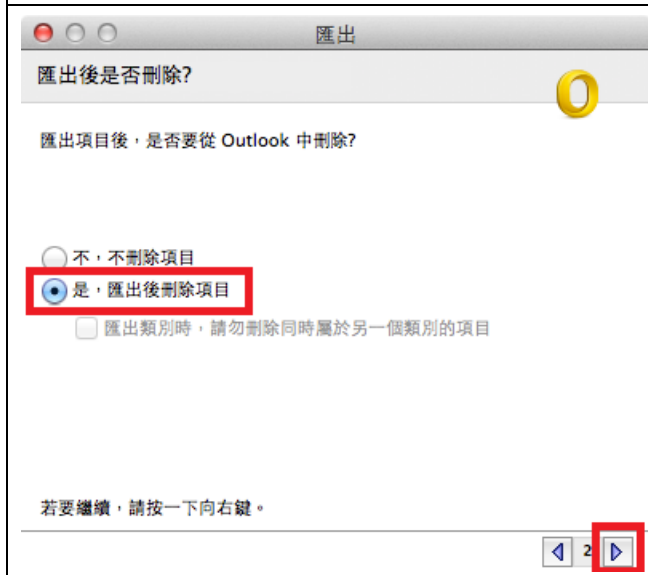 匯出
匯出後是否刪除?
匯出項目後，是否要從 Outlook 中刪除?
不，不刪除項目
是，匯出後刪除項目
匯出類別時，請勿刪除同時屬於另一個類別的項目
若要繼續，請按一下向右鍵。
2